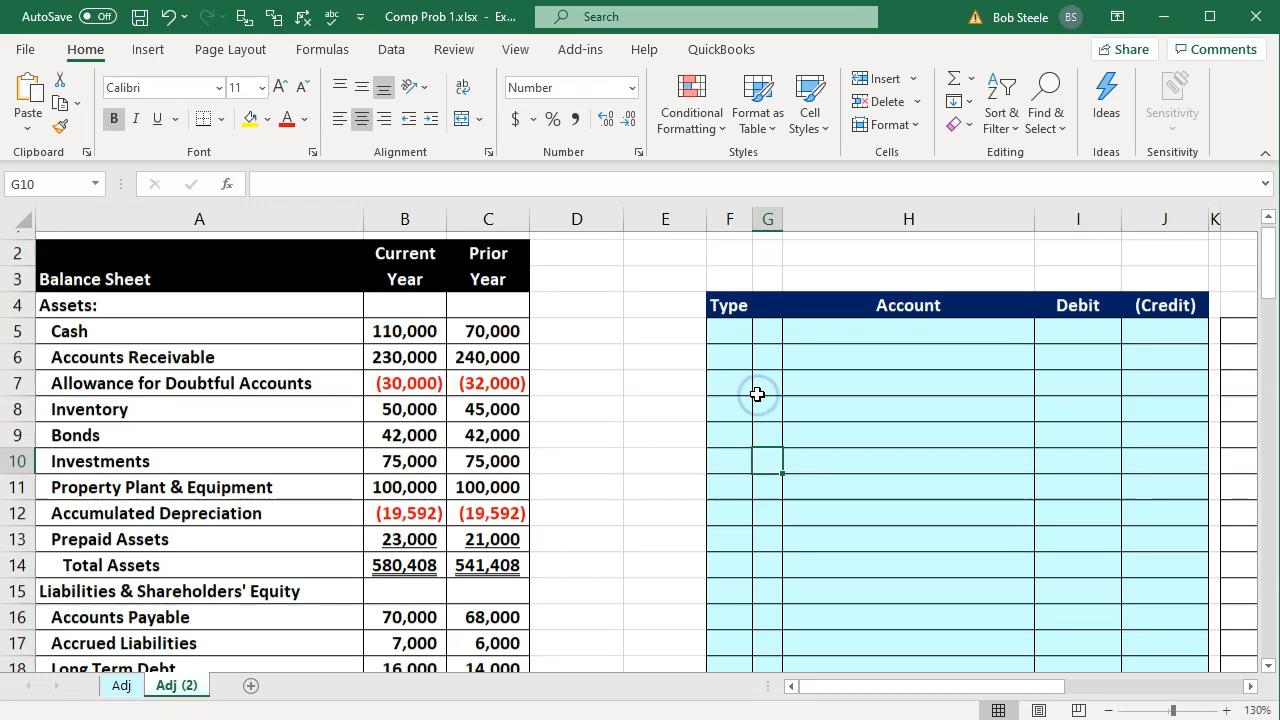 AutoSave Off Comp Prob 1.xlsx - Ex... Search Bob Steele BS
File Home Insert Page Layout Formulas Data Review View Add-ins Help QuickBooks Share Comments
Paste
Clipboard
Calibri 11
B I U
Font
Alignment
Number
$ % ,
Number
Conditional Formatting
Format as Table
Cell Styles
Styles
Insert
Delete
Format
Cells
Sort & Filter
Find & Select
Editing
Ideas
Ideas
Sensitivity
Sensitivity
G10 fx
A B C D E F G H I J K
2 Current Prior
3 Balance Sheet Year Year
4 Assets: Type Account Debit (Credit)
5 Cash 110,000 70,000
6 Accounts Receivable 230,000 240,000
7 Allowance for Doubtful Accounts (30,000) (32,000)
8 Inventory 50,000 45,000
9 Bonds 42,000 42,000
10 Investments 75,000 75,000
11 Property Plant & Equipment 100,000 100,000
12 Accumulated Depreciation (19,592) (19,592)
13 Prepaid Assets 23,000 21,000
14 Total Assets 580,408 541,408
15 Liabilities & Shareholders' Equity
16 Accounts Payable 70,000 68,000
17 Accrued Liabilities 7,000 6,000
18 Long Term Debt 16,000 14,000
Adj Adj (2)
130%